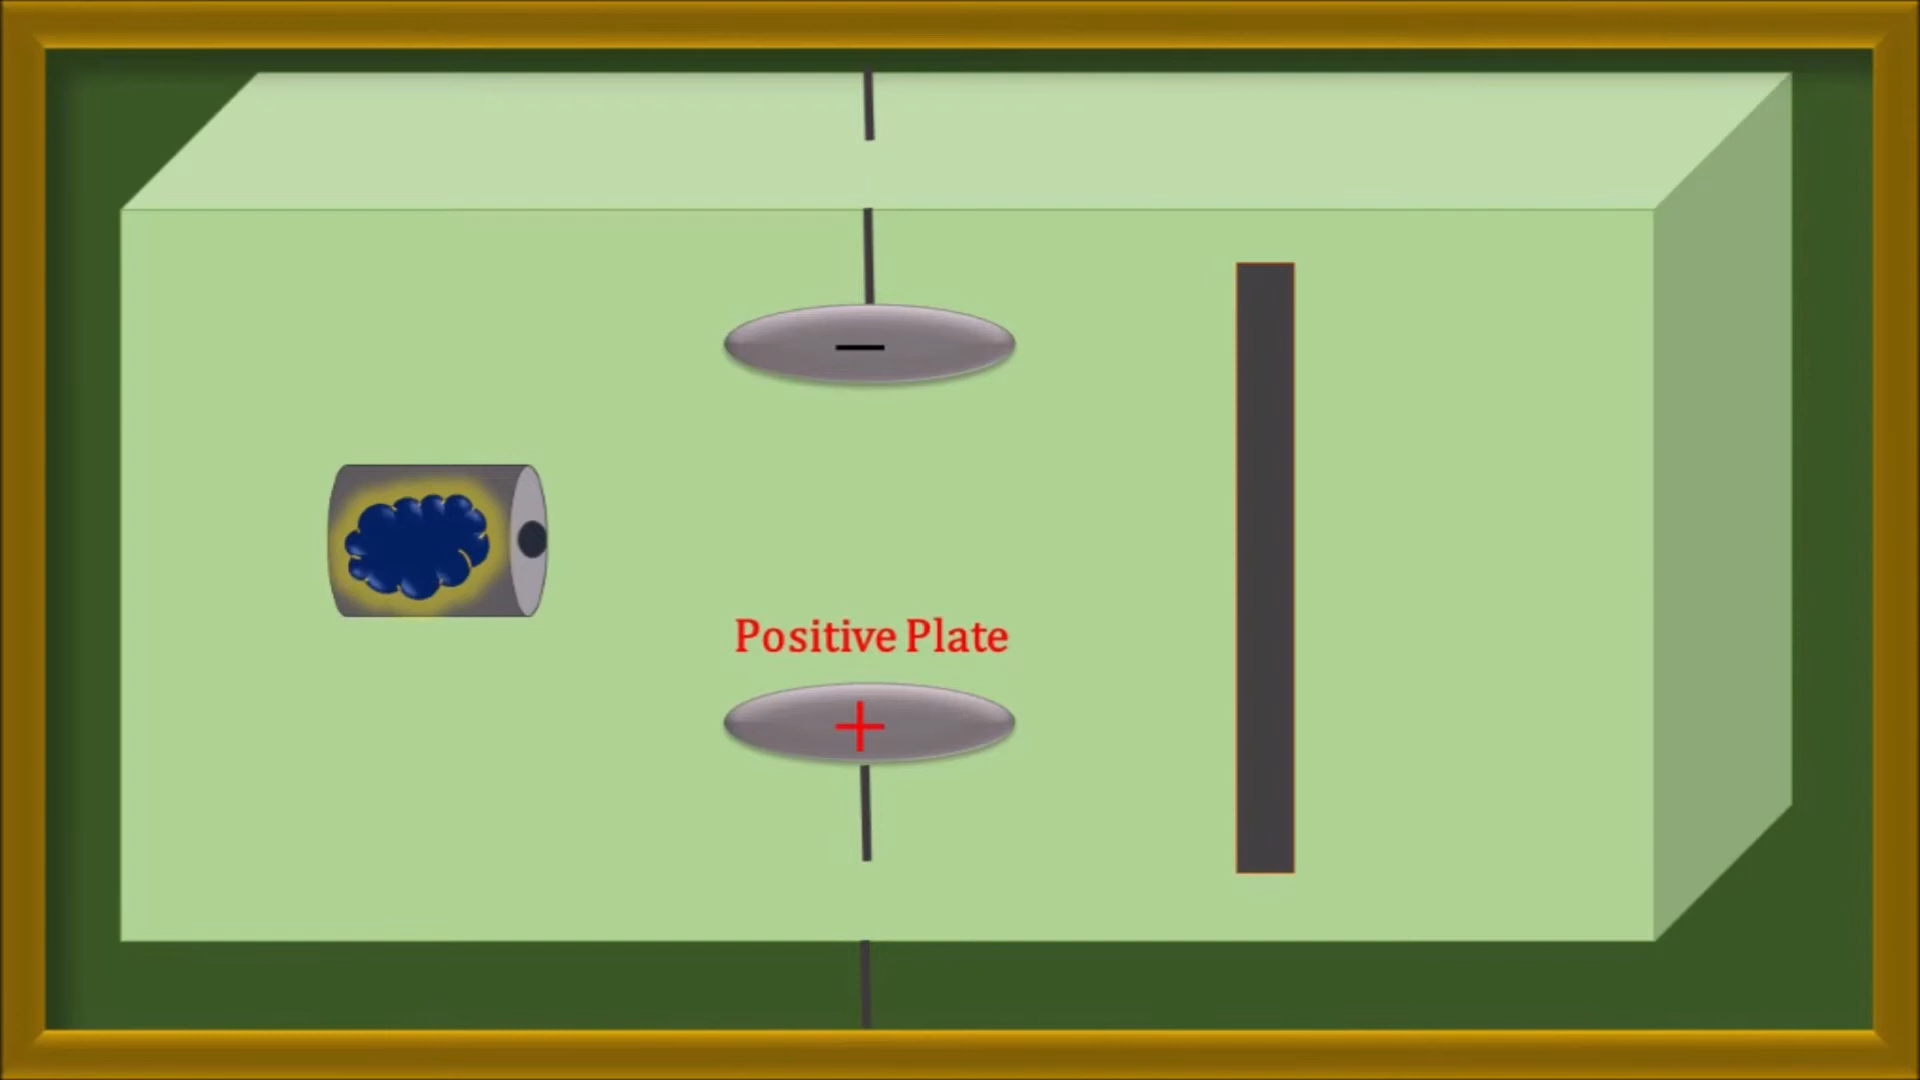 —
Positive Plate
+